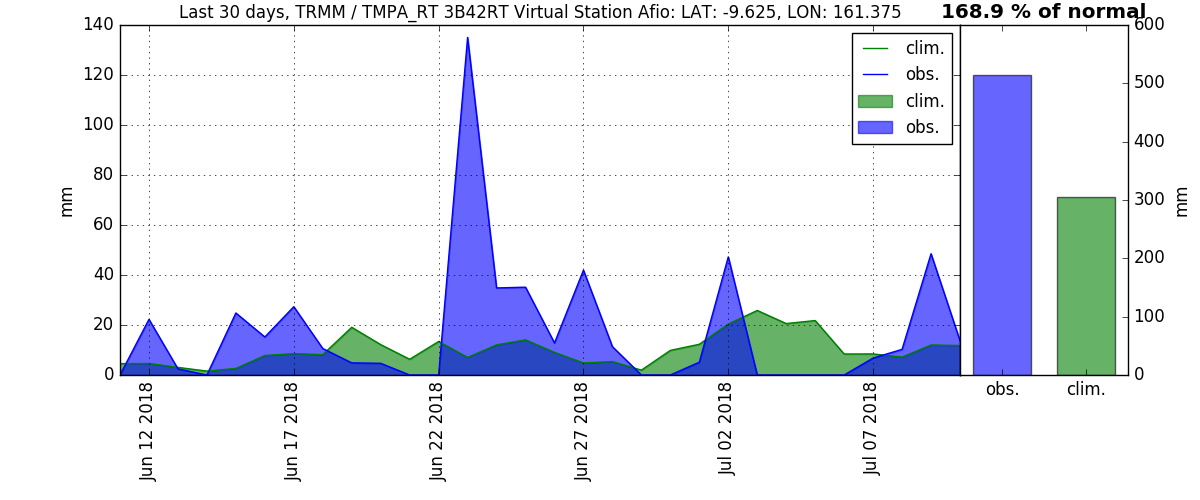 Last 30 days, TRMM / TMPA_RT 3B42RT Virtual Station Afio: LAT: -9.625, LON: 161.375
168.9 % of normal
140
120
100
80
60
40
20
0
mm
clim.
obs.
clim.
obs.
Jun 12 2018
Jun 17 2018
Jun 22 2018
Jun 27 2018
Jul 02 2018
Jul 07 2018
600
500
400
300
200
100
0
mm
obs.
clim.